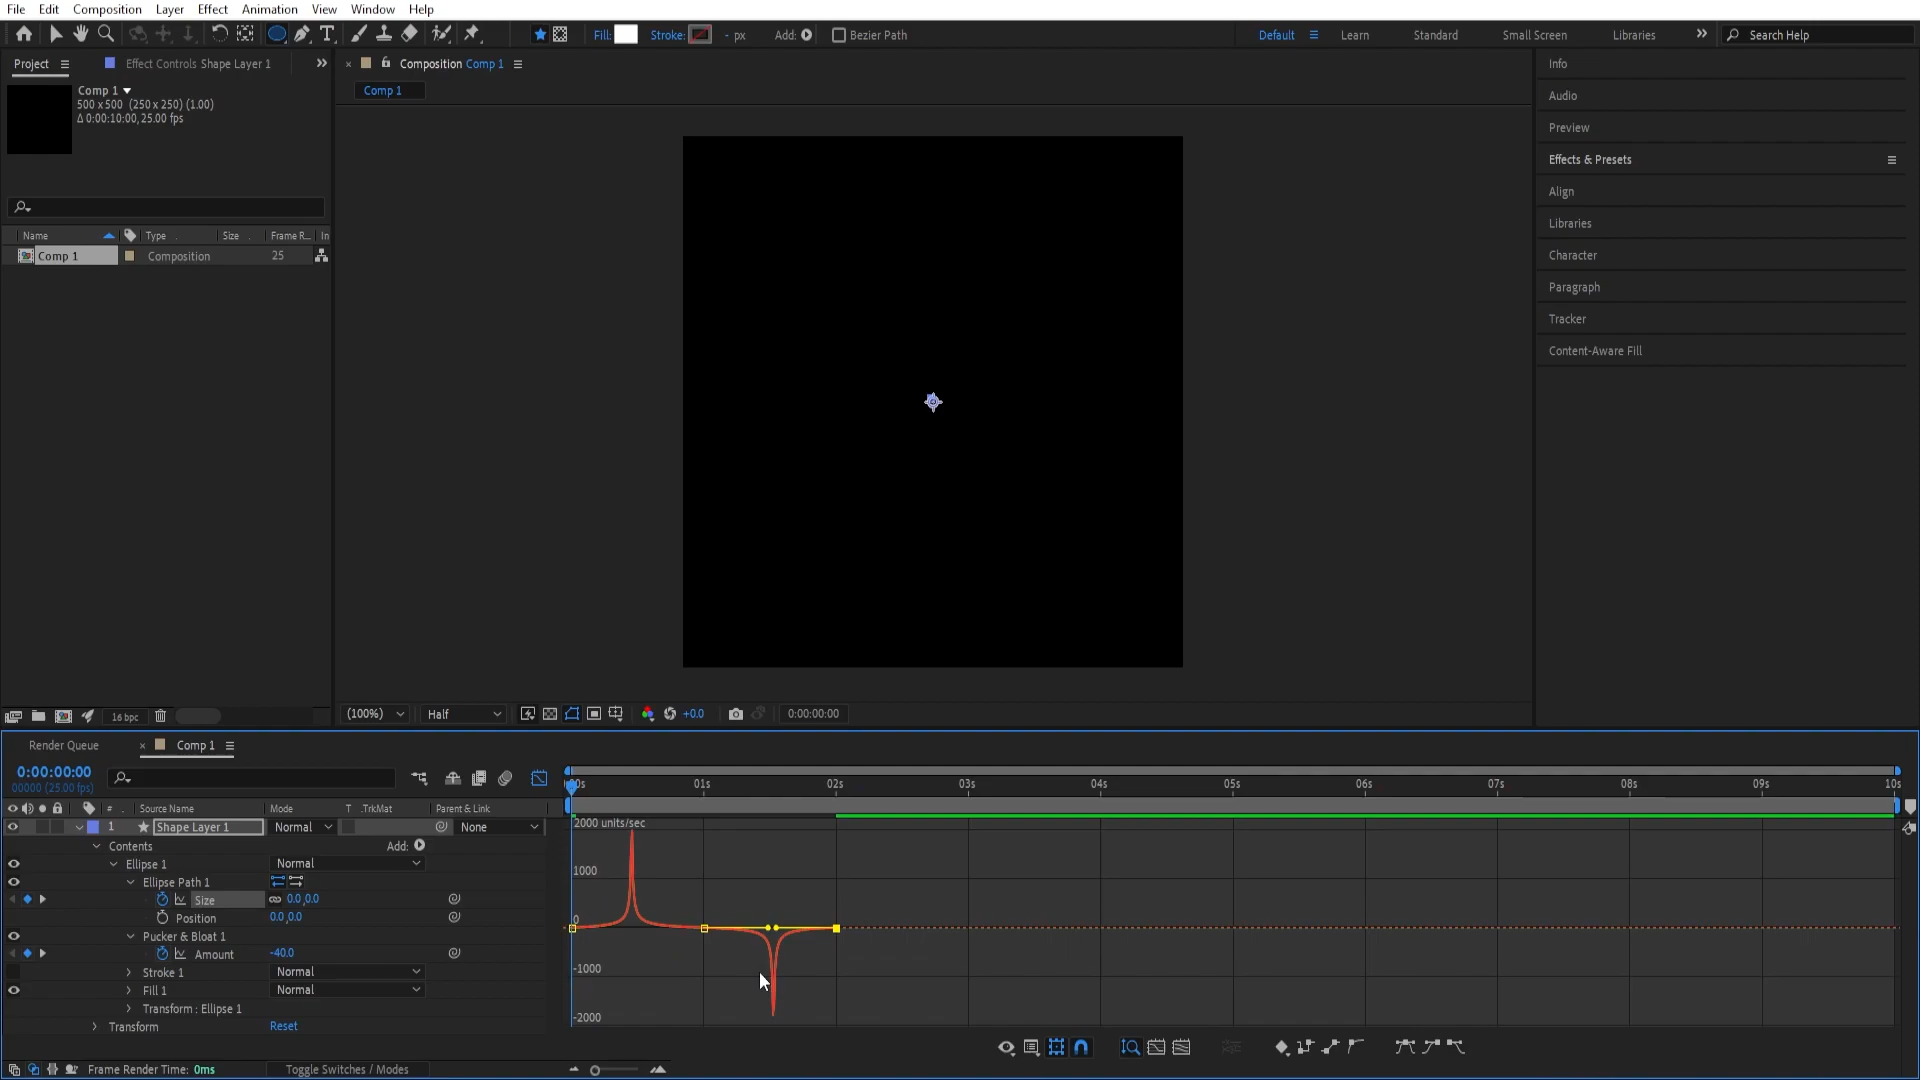 File Edit Composition Layer Effect Animation View Window Help
Fill: Stroke: - px Add: Bezier Path Default Learn Standard Small Screen Libraries Search Help
Project Effect Controls Shape Layer 1
Composition Comp 1
Comp 1
Comp 1
500 x 500 (250 x 250) (1.00)
Δ 0:00:10:00, 25.00 fps
Name Type Size Frame R... In
Comp 1 Composition 25
Info
Audio
Preview
Effects & Presets
Align
Libraries
Character
Paragraph
Tracker
Content-Aware Fill
16 bpc
(100%) Half +0.0 0:00:00:00
Render Queue Comp 1
0:00:00:00
00000 (25.00 fps)
00s 01s 02s 03s 04s 05s 06s 07s 08s 09s 10s
# Source Name Mode T .TrkMat Parent & Link
1 Shape Layer 1 Normal None
Contents Add:
Ellipse 1 Normal
Ellipse Path 1
Size 0.0,0.0
Position 0.0,0.0
Pucker & Bloat 1
Amount -40.0
Stroke 1 Normal
Fill 1 Normal
Transform : Ellipse 1
Transform Reset
2000 units/sec
1000
0
-1000
-2000
Frame Render Time: 0ms Toggle Switches / Modes